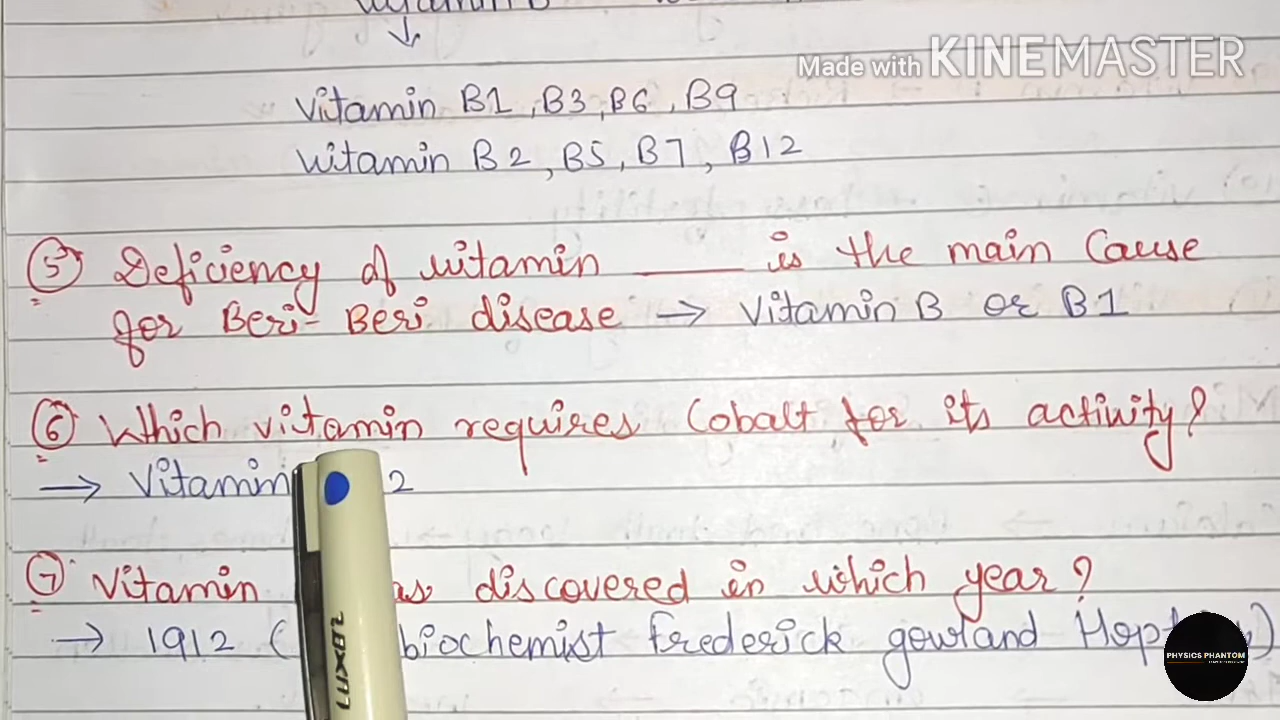 Made with KINEMASTER
Vitamin B1, B3, B6, B9
Vitamin B2, B5, B7, B12
5 Deficiency of vitamin ______ is the main Cause
for Beri-Beri disease → Vitamin B or B1
6 Which vitamin requires Cobalt for its activity?
→ Vitamin 2
7 Vitamin discovered in which year?
→ 1912 ( biochemist frederick gowland
LUXOR
PHYSICS PHANTOM